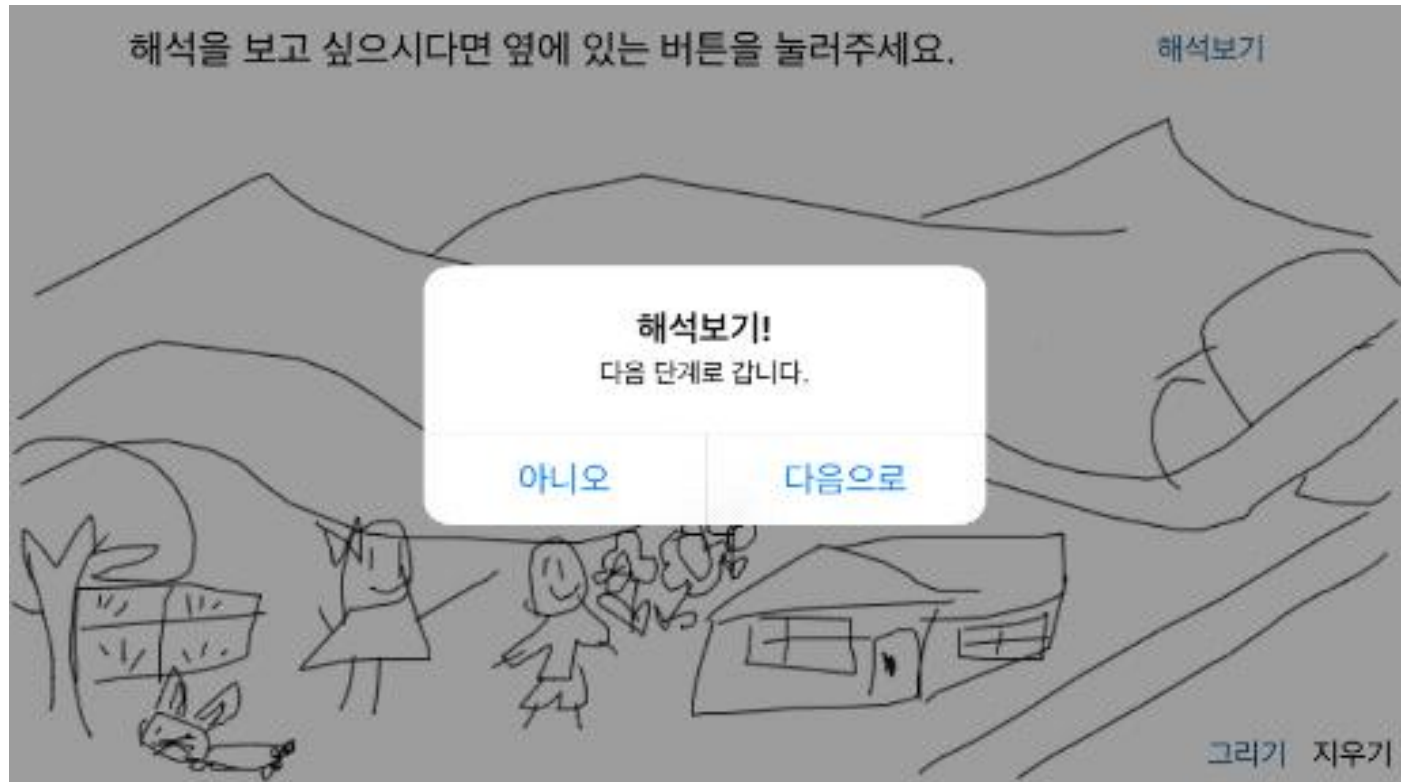 해석을 보고 싶으시다면 옆에 있는 버튼을 눌러주세요.
해석보기
해석보기!
다음 단계로 갑니다.
아니오
다음으로
그리기
지우기